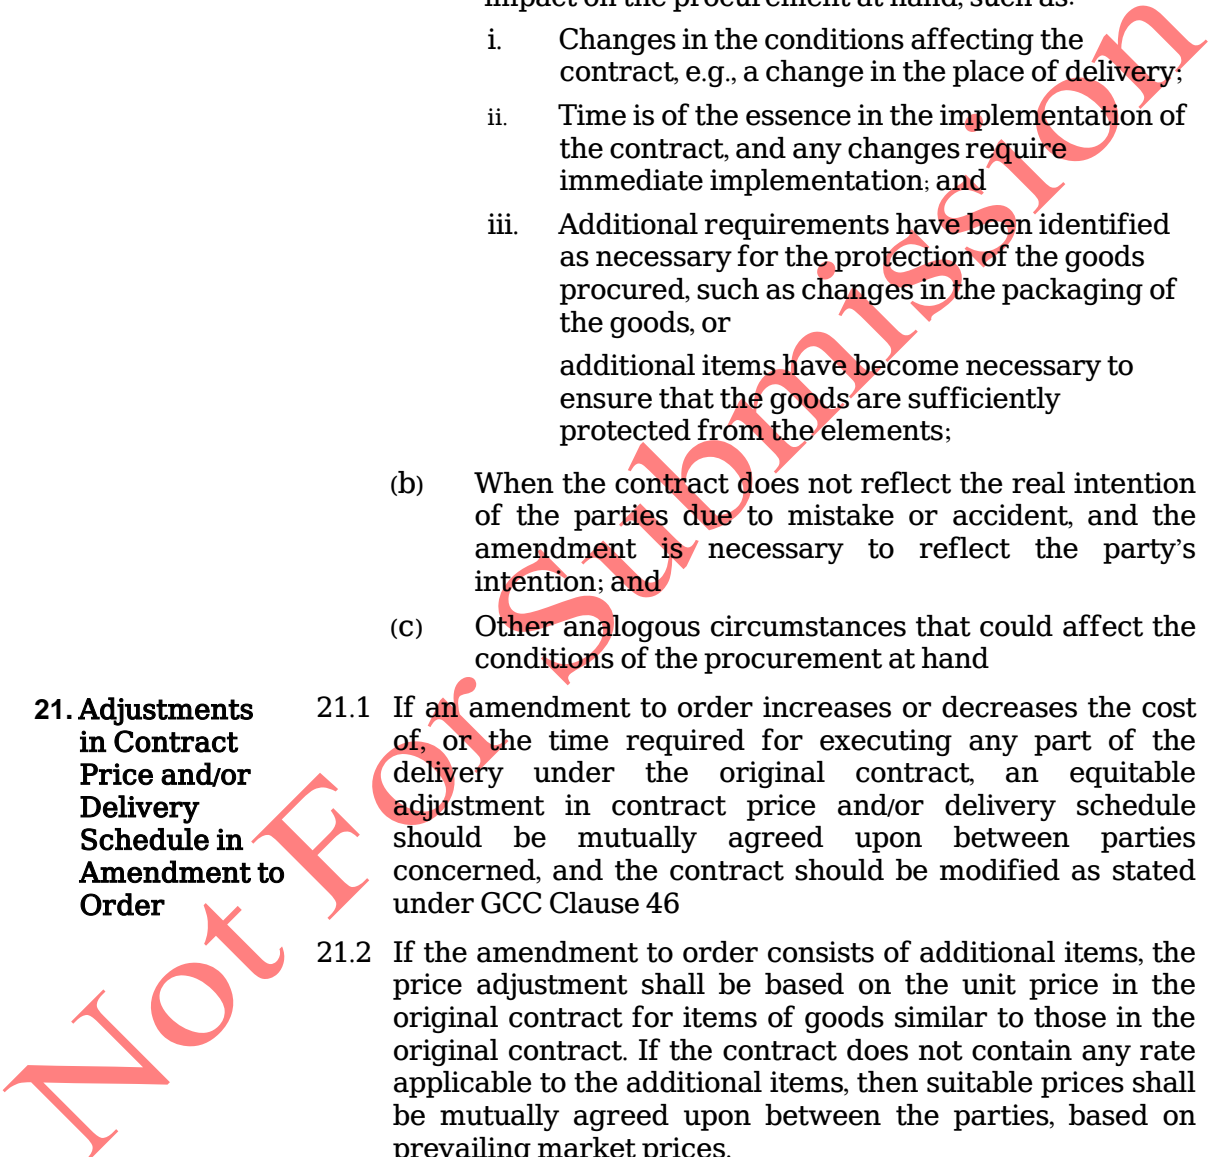 impact on the procurement at hand, such as:
i. Changes in the conditions affecting the
contract, e.g., a change in the place of delivery;
ii. Time is of the essence in the implementation of
the contract, and any changes require
immediate implementation; and
iii. Additional requirements have been identified
as necessary for the protection of the goods
procured, such as changes in the packaging of
the goods, or
additional items have become necessary to
ensure that the goods are sufficiently
protected from the elements;
(b) When the contract does not reflect the real intention
of the parties due to mistake or accident, and the
amendment is necessary to reflect the party's
intention; and
(c) Other analogous circumstances that could affect the
conditions of the procurement at hand
21. Adjustments
in Contract
Price and/or
Delivery
Schedule in
Amendment to
Order
21.1 If an amendment to order increases or decreases the cost
of, or the time required for executing any part of the
delivery under the original contract, an equitable
adjustment in contract price and/or delivery schedule
should be mutually agreed upon between parties
concerned, and the contract should be modified as stated
under GCC Clause 46
21.2 If the amendment to order consists of additional items, the
price adjustment shall be based on the unit price in the
original contract for items of goods similar to those in the
original contract. If the contract does not contain any rate
applicable to the additional items, then suitable prices shall
be mutually agreed upon between the parties, based on
prevailing market prices.
Not For Submission